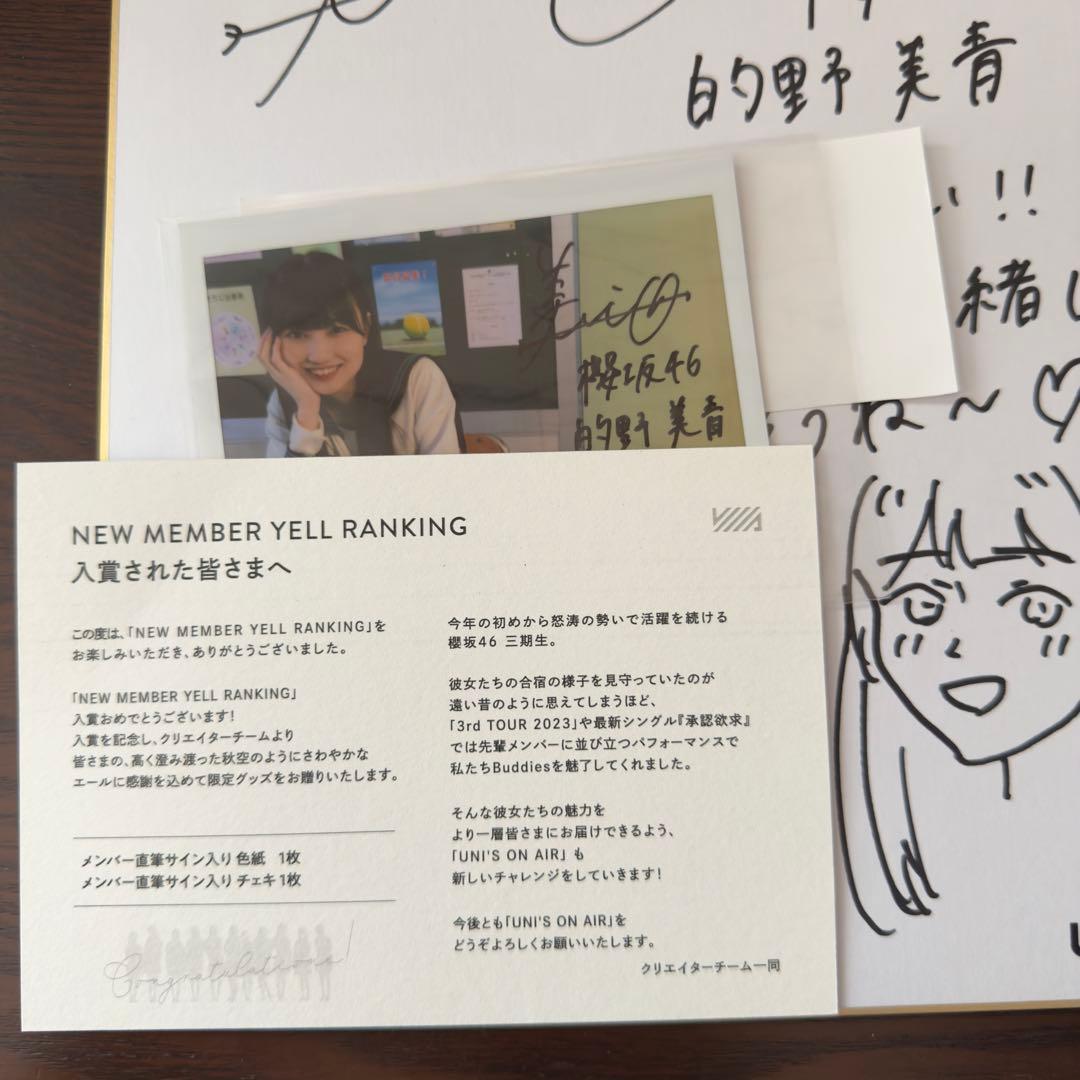 的野 美青
い!!
緒し
櫻坂46
的野 美青
うね〜♡
NEW MEMBER YELL RANKING
入賞された皆さまへ
この度は、「NEW MEMBER YELL RANKING」を
お楽しみいただき、ありがとうございました。
「NEW MEMBER YELL RANKING」
入賞おめでとうございます!
入賞を記念し、クリエイターチームより
皆さまの、高く澄み渡った秋空のようにさわやかな
エールに感謝を込めて限定グッズをお贈りいたします。
メンバー直筆サイン入り 色紙 1枚
メンバー直筆サイン入り チェキ 1枚
Congratulations!
今年の初めから怒涛の勢いで活躍を続ける
櫻坂46 三期生。
彼女たちの合宿の様子を見守っていたのが
遠い昔のように思えてしまうほど、
「3rd TOUR 2023」や最新シングル『承認欲求』
では先輩メンバーに並び立つパフォーマンスで
私たちBuddiesを魅了してくれました。
そんな彼女たちの魅力を
より一層皆さまにお届けできるよう、
「UNI'S ON AIR」も
新しいチャレンジをしていきます!
今後とも「UNI'S ON AIR」を
どうぞよろしくお願いいたします。
クリエイターチーム一同